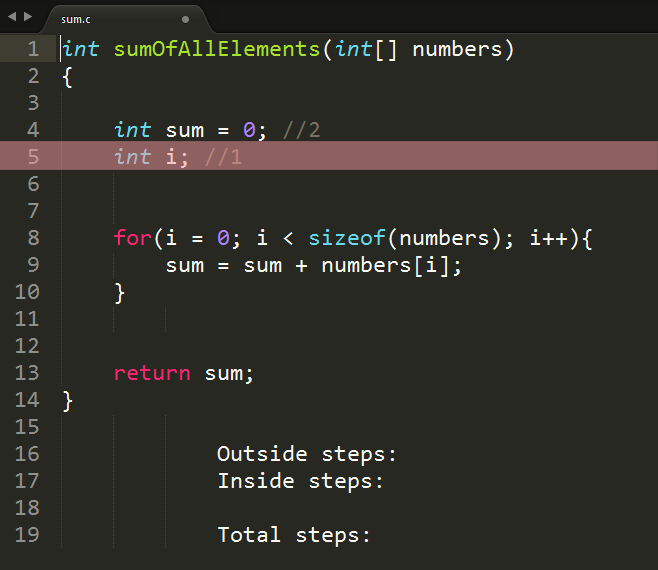 sum.c
1 int sumOfAllElements(int[] numbers)
2 {
3
4 int sum = 0; //2
5 int i; //1
6
7
8 for(i = 0; i < sizeof(numbers); i++){
9 sum = sum + numbers[i];
10 }
11
12
13 return sum;
14 }
15
16 Outside steps:
17 Inside steps:
18
19 Total steps: